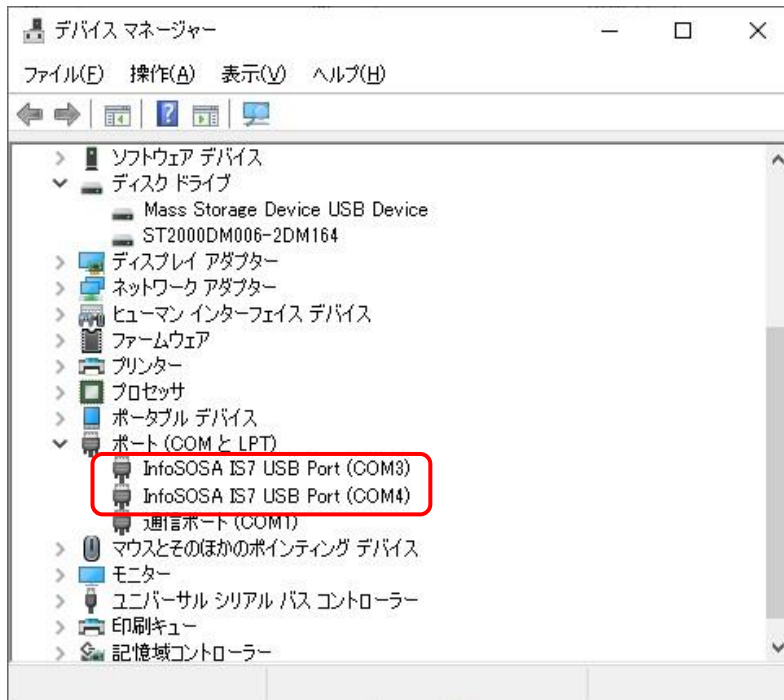 デバイス マネージャー
ファイル(F) 操作(A) 表示(V) ヘルプ(H)
ソフトウェア デバイス
ディスク ドライブ
Mass Storage Device USB Device
ST2000DM006-2DM164
ディスプレイ アダプター
ネットワーク アダプター
ヒューマン インターフェイス デバイス
ファームウェア
プリンター
プロセッサ
ポータブル デバイス
ポート (COM と LPT)
InfoSOSA IS7 USB Port (COM3)
InfoSOSA IS7 USB Port (COM4)
通信ポート (COM1)
マウスとそのほかのポインティング デバイス
モニター
ユニバーサル シリアル バス コントローラー
印刷キュー
記憶域コントローラー